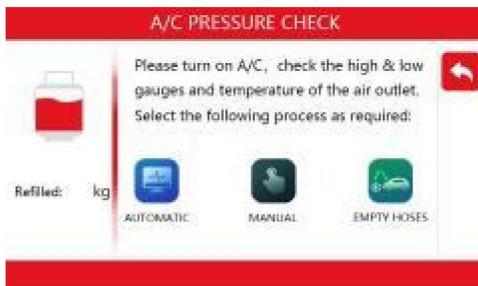 A/C PRESSURE CHECK
Please turn on A/C, check the high & low
gauges and temperature of the air outlet.
Select the following process as required:
Refilled: kg
AUTOMATIC MANUAL EMPTY HOSES